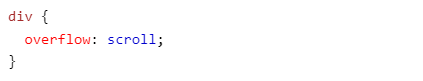 div {
  overflow: scroll;
}